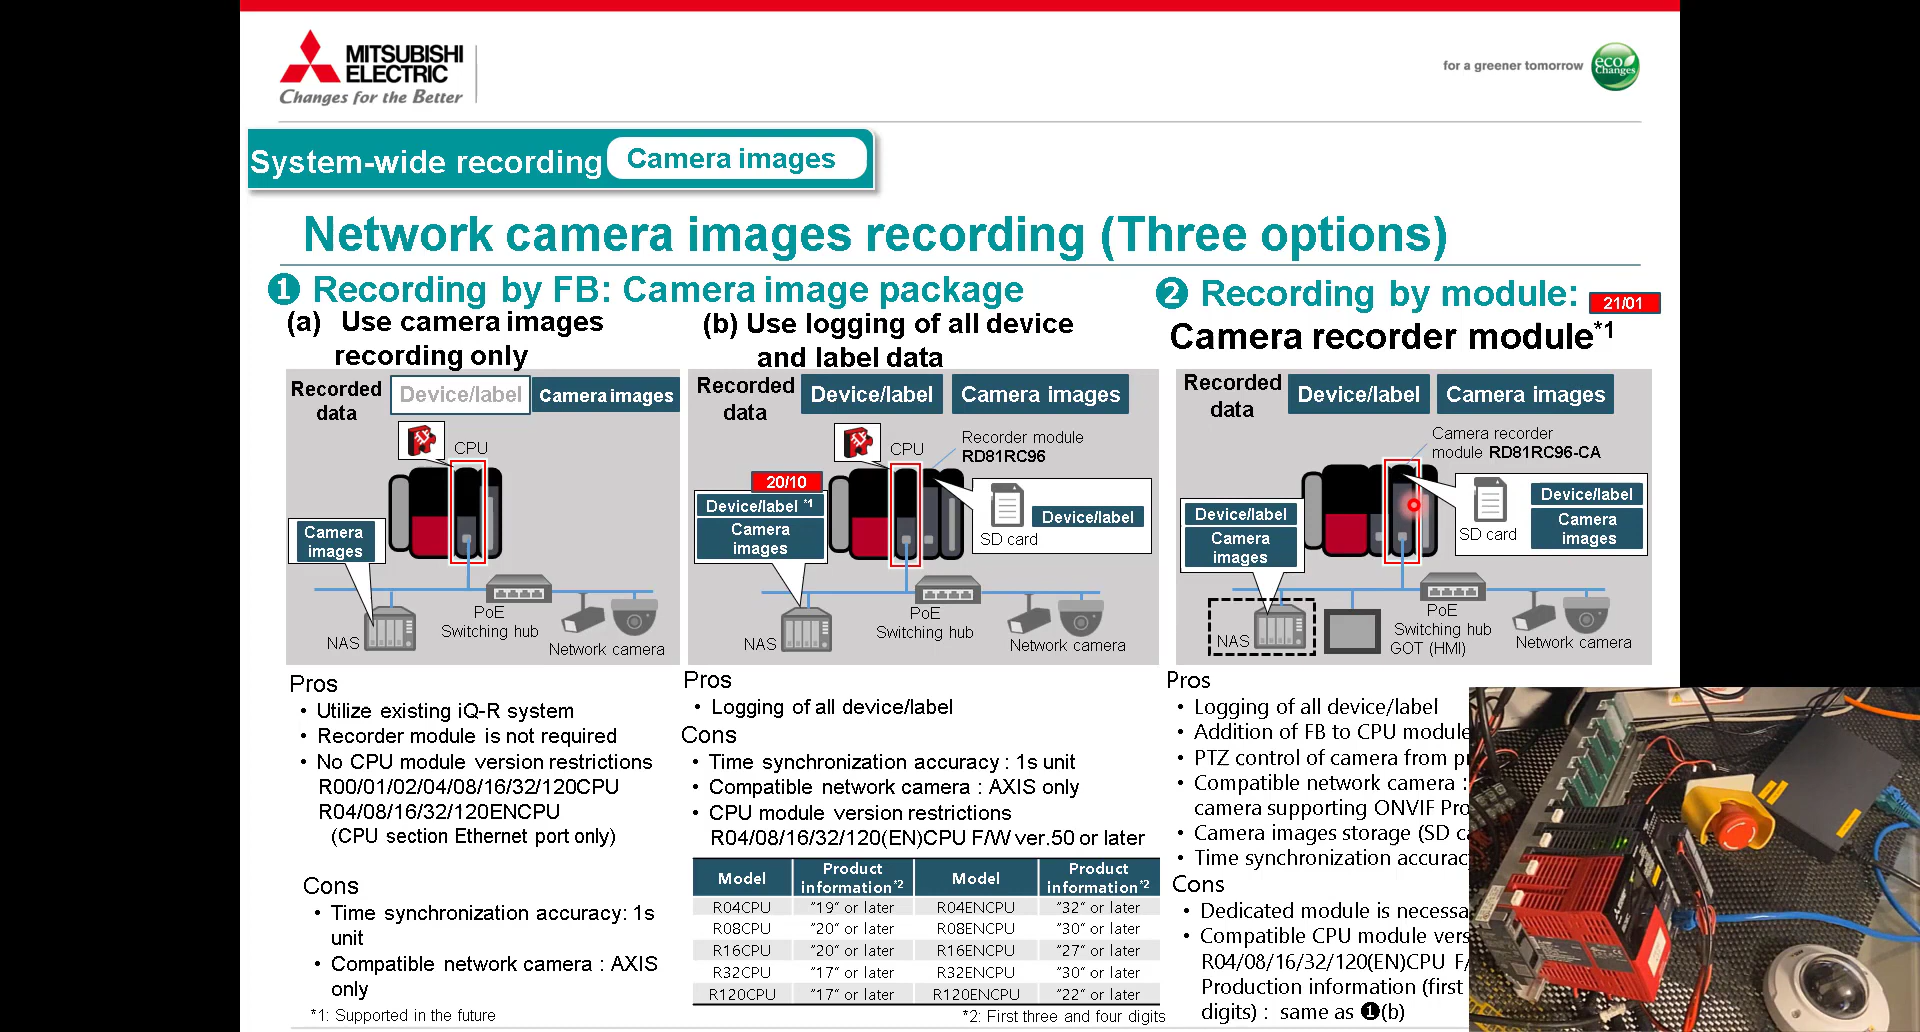 MITSUBISHI
ELECTRIC
Changes for the Better
for a greener tomorrow
eco
Changes
System-wide recording
Camera images
Network camera images recording (Three options)
❶ Recording by FB: Camera image package
(a) Use camera images
recording only
Recorded
data
Device/label
Camera images
CPU
Camera
images
PoE
Switching hub
NAS
Network camera
Pros
• Utilize existing iQ-R system
• Recorder module is not required
• No CPU module version restrictions
R00/01/02/04/08/16/32/120CPU
R04/08/16/32/120ENCPU
(CPU section Ethernet port only)
Cons
• Time synchronization accuracy: 1s
unit
• Compatible network camera : AXIS
only
*1: Supported in the future
(b) Use logging of all device
and label data
Recorded
data
Device/label
Camera images
CPU
Recorder module
RD81RC96
20/10
Device/label *1
Camera
images
Device/label
SD card
PoE
Switching hub
NAS
Network camera
Pros
• Logging of all device/label
Cons
• Time synchronization accuracy : 1s unit
• Compatible network camera : AXIS only
• CPU module version restrictions
R04/08/16/32/120(EN)CPU F/W ver.50 or later
Model Product information*2 Model Product information*2
R04CPU "19" or later R04ENCPU "32" or later
R08CPU "20" or later R08ENCPU "30" or later
R16CPU "20" or later R16ENCPU "27" or later
R32CPU "17" or later R32ENCPU "30" or later
R120CPU "17" or later R120ENCPU "22" or later
*2: First three and four digits
❷ Recording by module:
21/01
Camera recorder module*1
Recorded
data
Device/label
Camera images
Camera recorder
module RD81RC96-CA
Device/label
Camera
images
Device/label
Camera
images
SD card
PoE
Switching hub
GOT (HMI)
NAS
Network camera
Pros
• Logging of all device/label
• Addition of FB to CPU module
• PTZ control of camera from
• Compatible network camera :
camera supporting ONVIF
• Camera images storage (SD
• Time synchronization
Cons
• Dedicated module is
• Compatible CPU module
R04/08/16/32/120(EN)CPU
Production information (first
digits) : same as ❶(b)